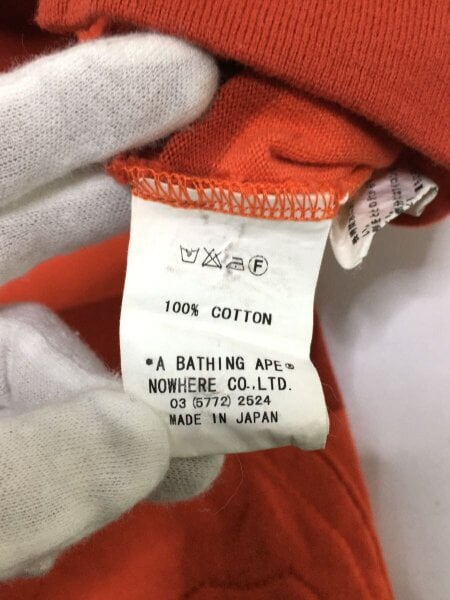 F
100% COTTON
*A BATHING APE®
NOWHERE CO.,LTD.
03 (5772) 2524
MADE IN JAPAN